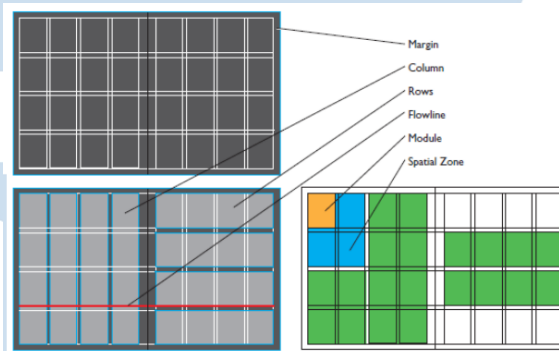 Margin
Column
Rows
Flowline
Module
Spatial Zone